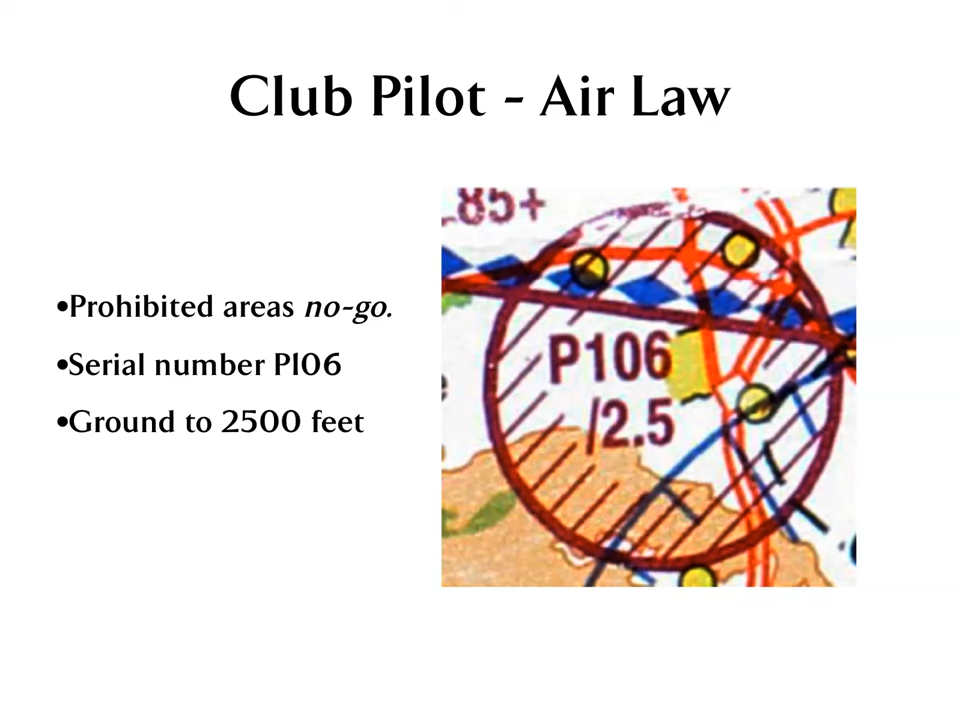 Club Pilot - Air Law
•Prohibited areas no-go.
•Serial number P106
•Ground to 2500 feet
85+
P106
/2.5